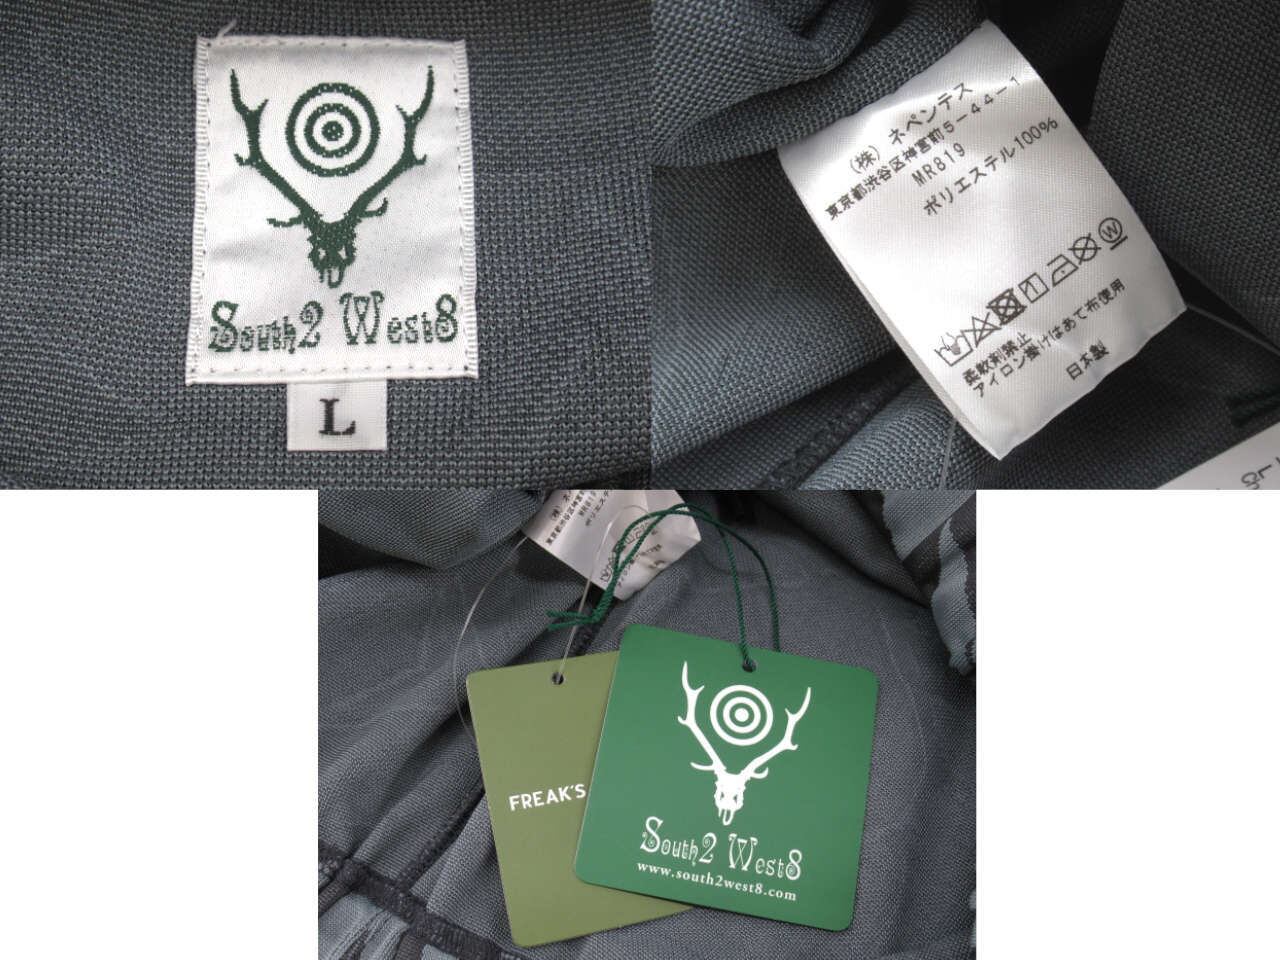 South2 West8
L
(株) ネペンテス
東京都渋谷区神宮前5-44-1
MR819
ポリエステル100%
W
柔軟剤禁止
アイロン掛けはあて布使用
日本製
MR819
FREAK'S
South2 West8
www.south2west8.com